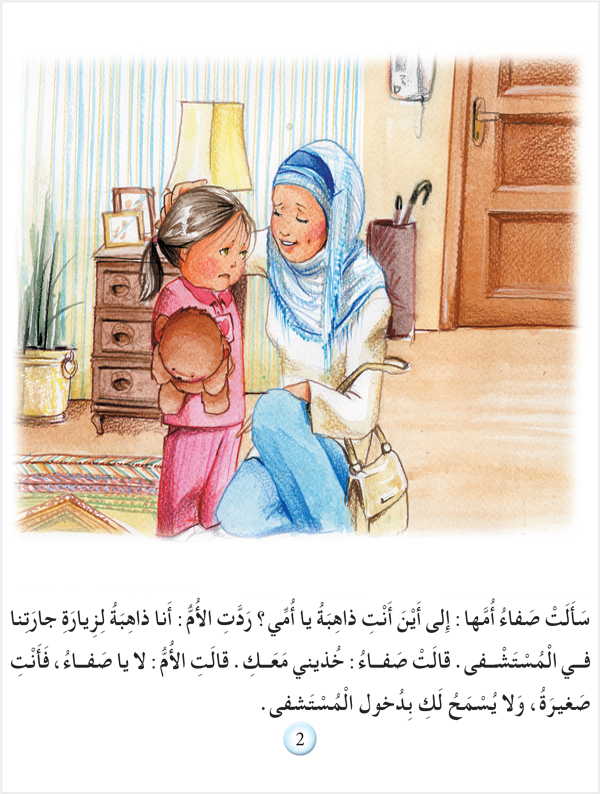 سَأَلَتْ صَفاءُ أُمَّها : إِلى أَيْنَ أَنْتِ ذاهِبَةُ يا أُمِّي؟ رَدَّتِ الأُمُّ : أَنا ذاهِبَةُ لِزِيارَةِ جارَتِنا
فـي الْمُسْتَشْـفى . قالَتْ صَفـاءُ : خُذيني مَعَـكِ . قالَتِ الأُمُّ : لا يا صَفـاءُ ، فَأَنْتِ
صَغيرَةُ ، وَلا يُسْمَحُ لَكِ بِدُخول الْمُسْتَشفى .
2